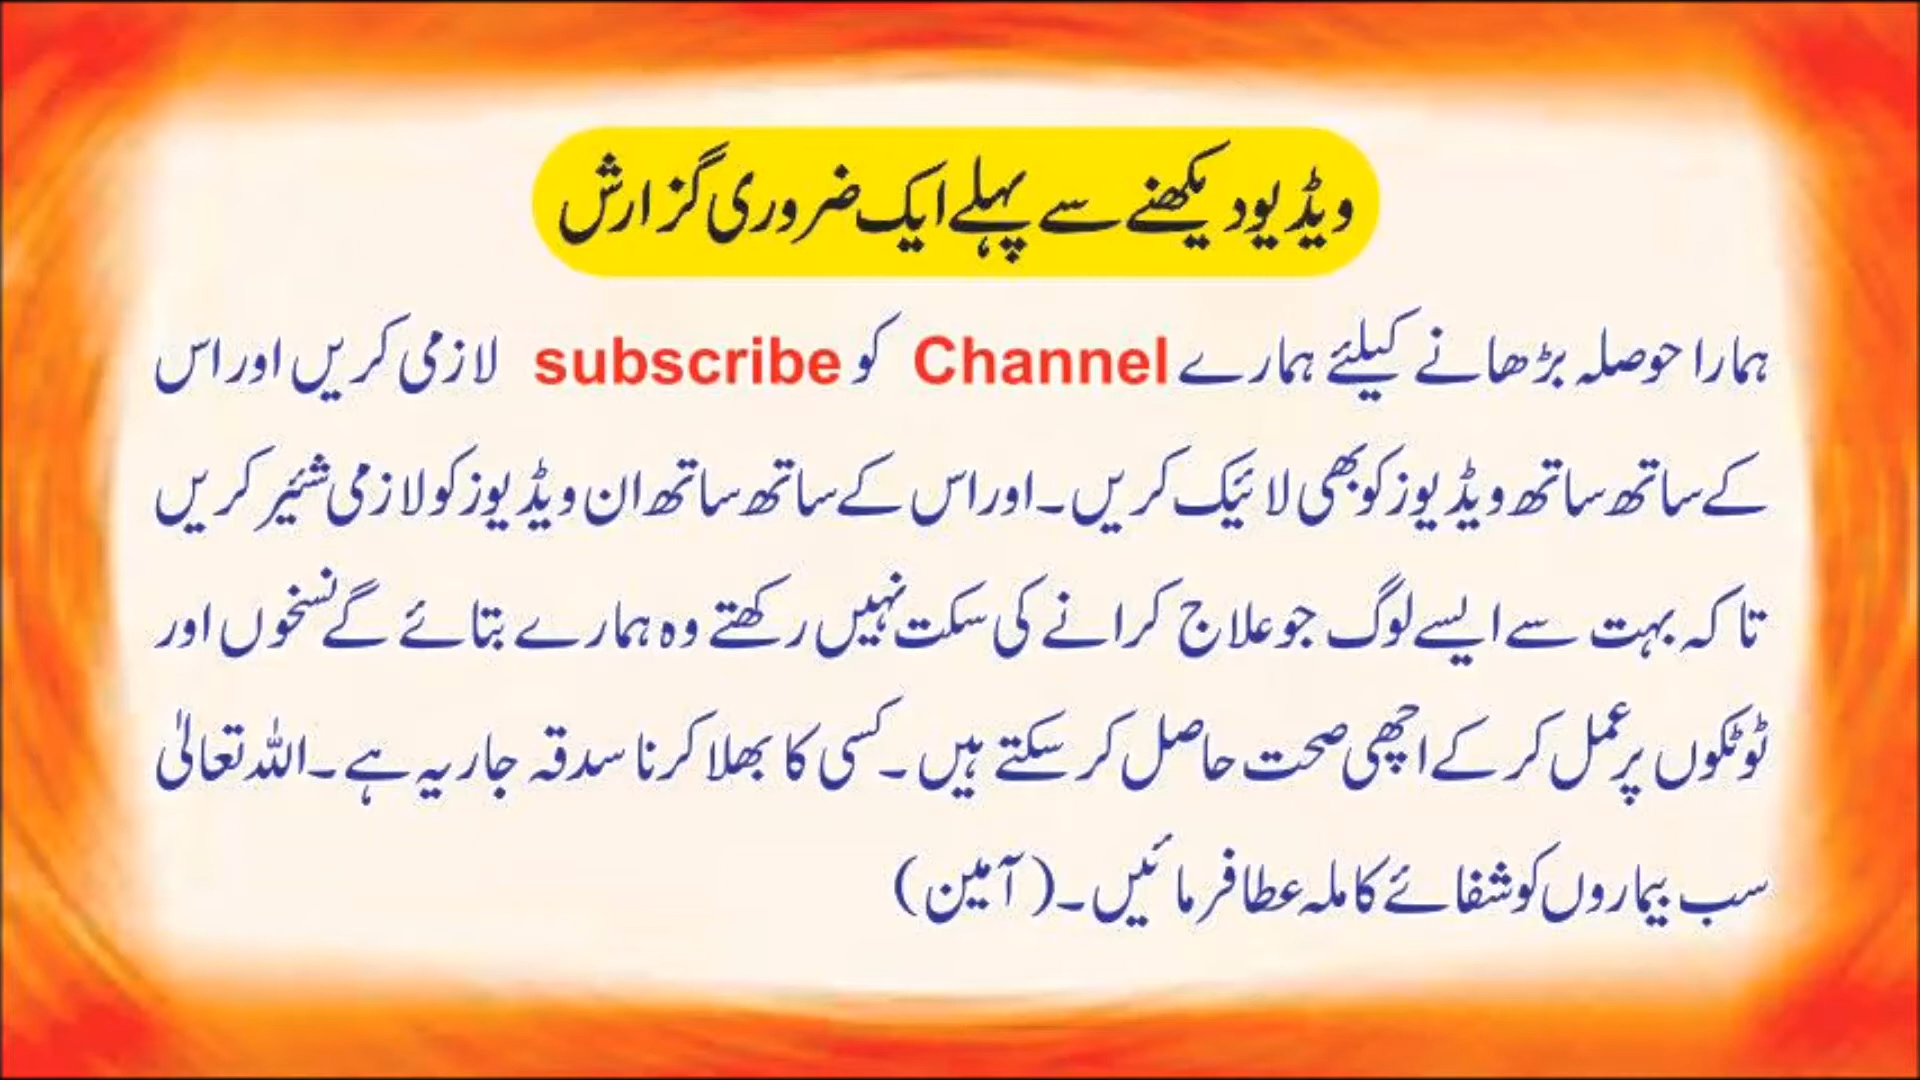 ویڈیو دیکھنے سے پہلے ایک ضروری گزارش
ہمارا حوصلہ بڑھانے کیلئے ہمارے Channel کو subscribe لازمی کریں اور اس
کے ساتھ ساتھ ویڈیوز کو بھی لائیک کریں۔ اور اس کے ساتھ ساتھ ان ویڈیوز کو لازمی شئیر کریں
تاکہ بہت سے ایسے لوگ جو علاج کرانے کی سکت نہیں رکھتے وہ ہمارے بتائے گے نسخوں اور
ٹوٹکوں پر عمل کر کے اچھی صحت حاصل کر سکتے ہیں۔ کسی کا بھلا کرنا سدقہ جاریہ ہے۔ اللہ تعالیٰ
سب بیماروں کو شفائے کاملہ عطا فرمائیں۔ (آمین)